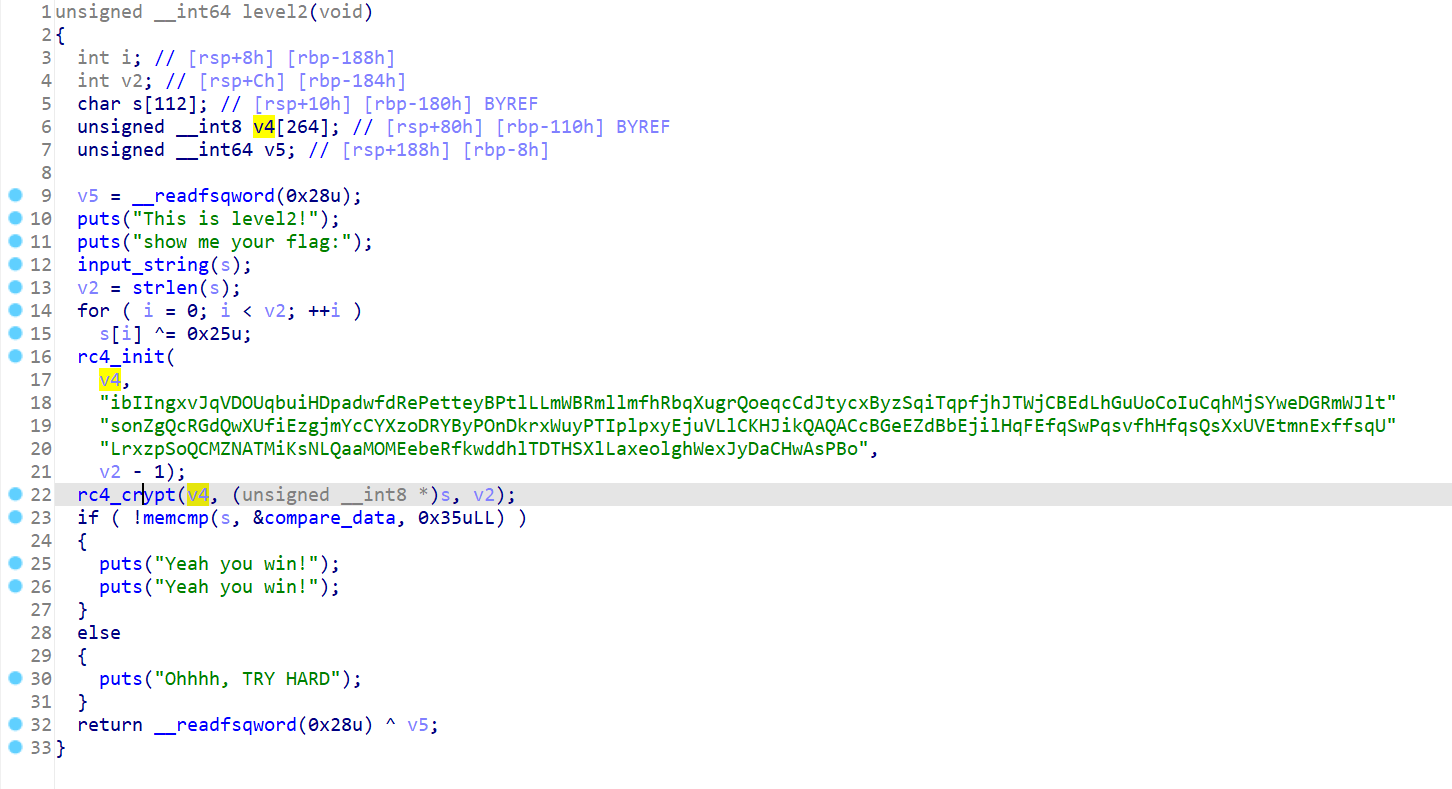 1 unsigned __int64 level2(void)
2 {
3 int i; // [rsp+8h] [rbp-188h]
4 int v2; // [rsp+Ch] [rbp-184h]
5 char s[112]; // [rsp+10h] [rbp-180h] BYREF
6 unsigned __int8 v4[264]; // [rsp+80h] [rbp-110h] BYREF
7 unsigned __int64 v5; // [rsp+188h] [rbp-8h]
8
9 v5 = __readfsqword(0x28u);
10 puts("This is level2!");
11 puts("show me your flag:");
12 input_string(s);
13 v2 = strlen(s);
14 for ( i = 0; i < v2; ++i )
15 s[i] ^= 0x25u;
16 rc4_init(
17 v4,
18 "ibIIngxvJqVDOUqbuiHDpadwfdRePetteyBPtlLLmWBRmllmfhRbqXugrQoeqcCdJtycxByzSqiTqpfjhJTWjCBEdLhGuUoCoIuCqhMjSYweDGRmWJlt"
19 "sonZgQcRGdQwXUfiEzgjmYcCYXzoDRYByPOnDkrxWuyPTIplpxyEjuVLlCKHJikQAQACcBGeEZdBbEjilHqFEfqSwPqsvfhHfqsQsXxUVEtmnExffsqU"
20 "LrxzpSoQCMZNATMiKsNLQaaMOMEebeRfkwddhlTDTHSXlLaxeolghWexJyDaCHwAsPBo",
21 v2 - 1);
22 rc4_crypt(v4, (unsigned __int8 *)s, v2);
23 if ( !memcmp(s, &compare_data, 0x35uLL) )
24 {
25 puts("Yeah you win!");
26 puts("Yeah you win!");
27 }
28 else
29 {
30 puts("Ohhhh, TRY HARD");
31 }
32 return __readfsqword(0x28u) ^ v5;
33 }